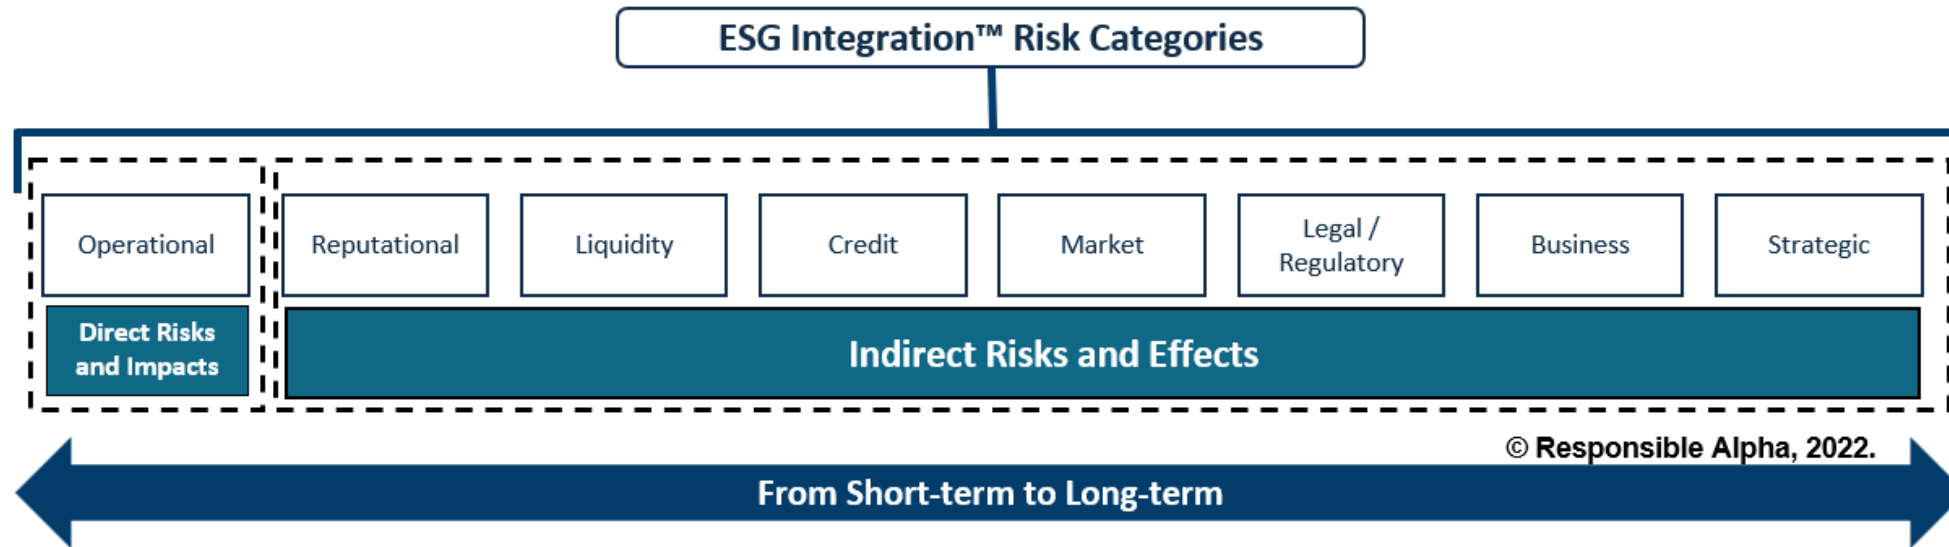 ESG Integration™ Risk Categories
Operational
Reputational
Liquidity
Credit
Market
Legal /
Regulatory
Business
Strategic
Direct Risks
and Impacts
Indirect Risks and Effects
© Responsible Alpha, 2022.
From Short-term to Long-term